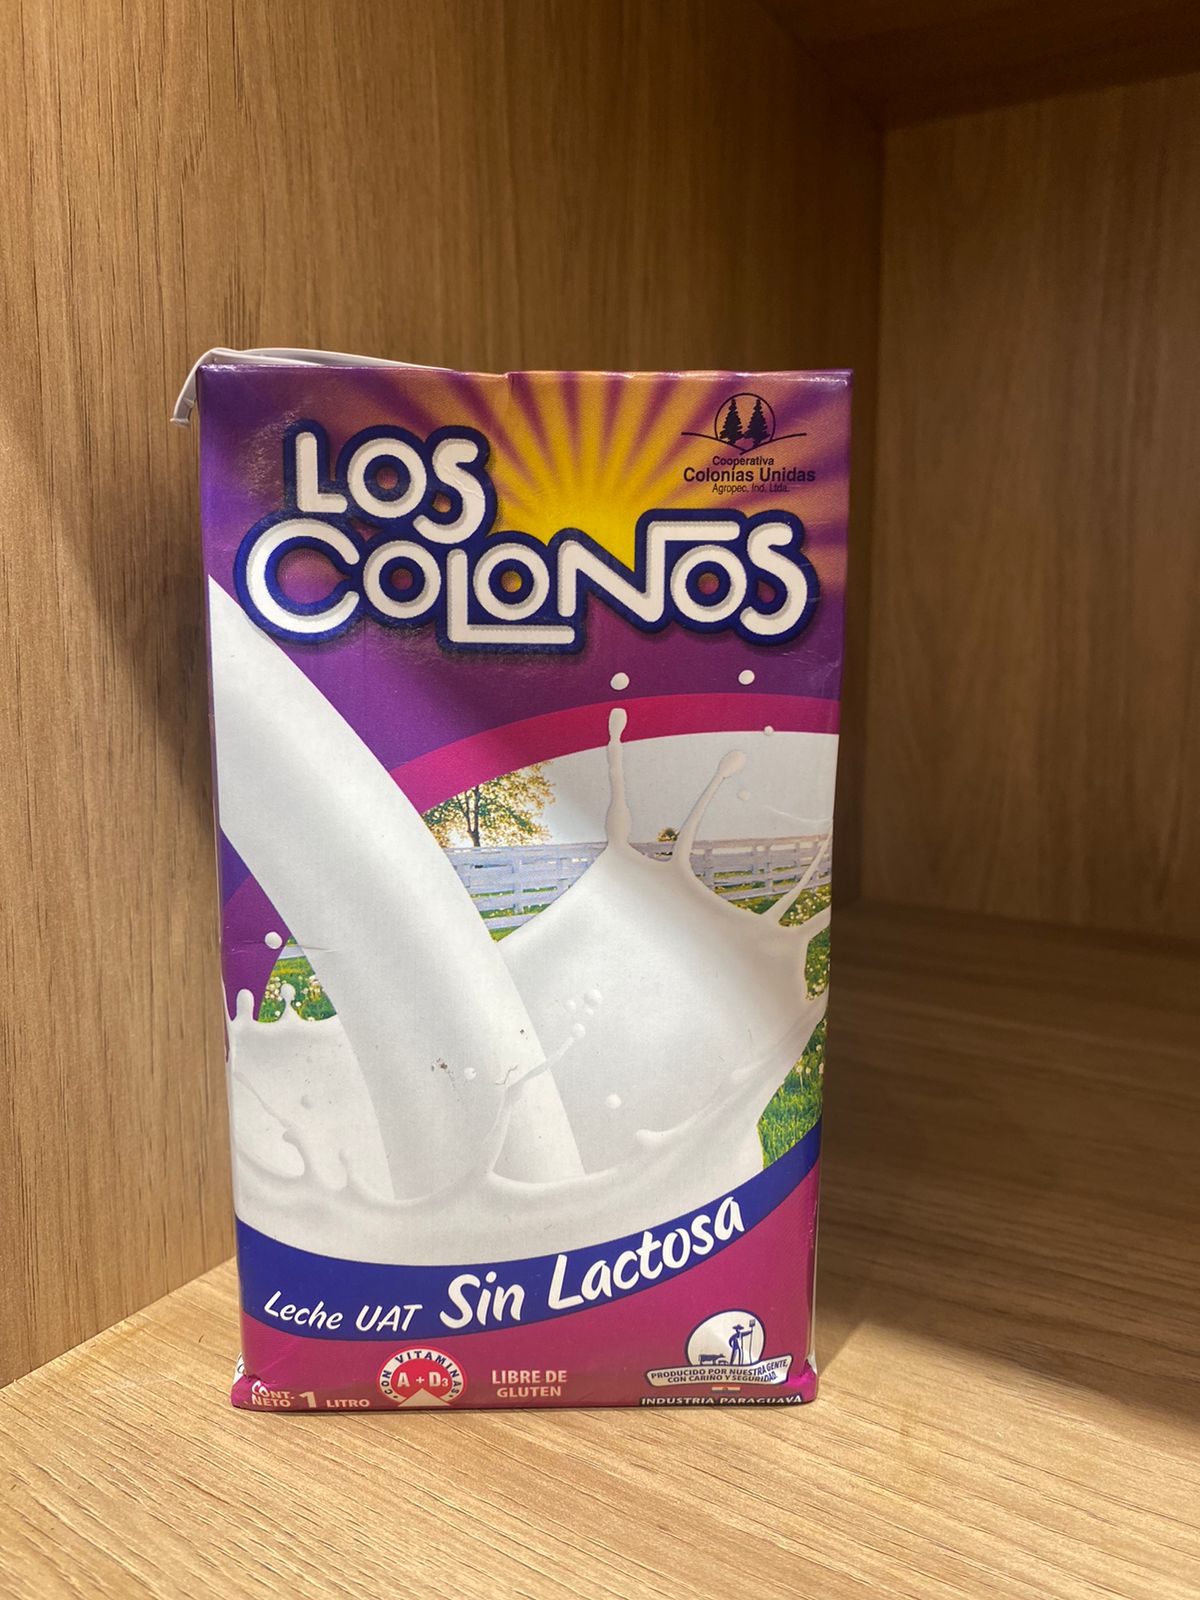 LOS
COLONOS
Cooperativa
Colonias Unidas
Agropec. Ind. Ltda.
Leche UAT Sin Lactosa
CONT.
NETO 1 LITRO
CON VITAMINAS
A + D3
LIBRE DE
GLUTEN
PRODUCIDO POR NUESTRA GENTE,
CON CARIÑO Y SEGURIDAD.
INDUSTRIA PARAGUAYA